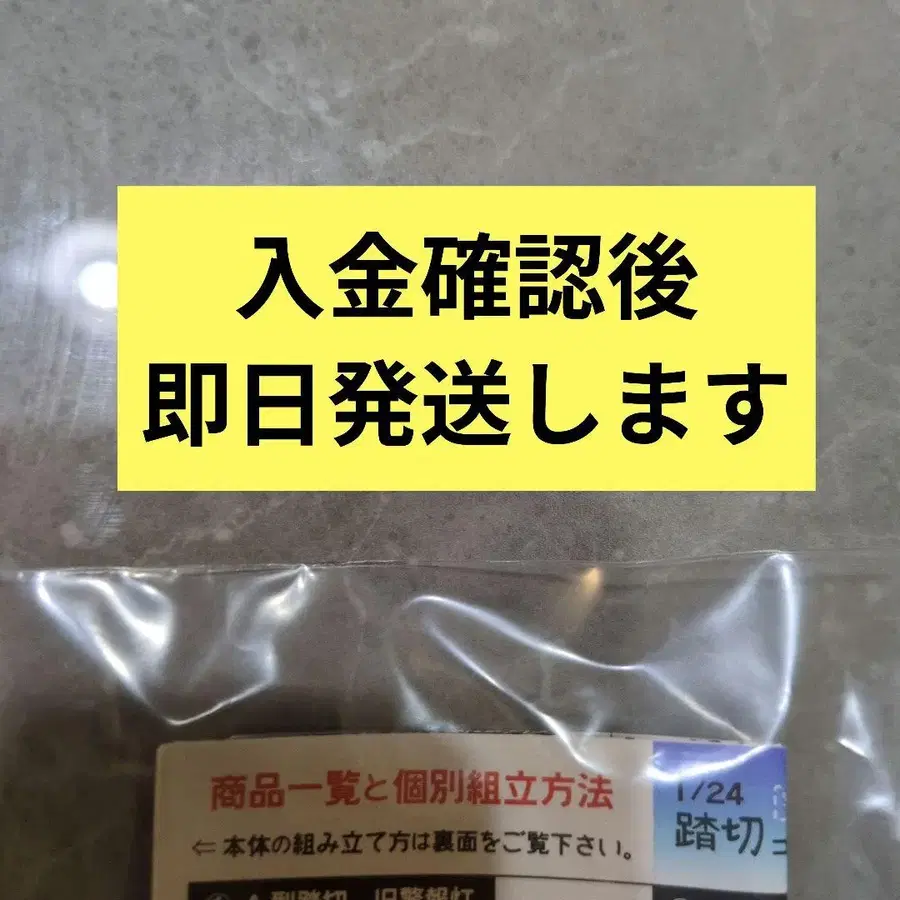 入金確認後
即日発送します
商品一覧と個別組立方法
⇐本体の組み立て方は裏面をご覧下さい。
1/24
踏切コ